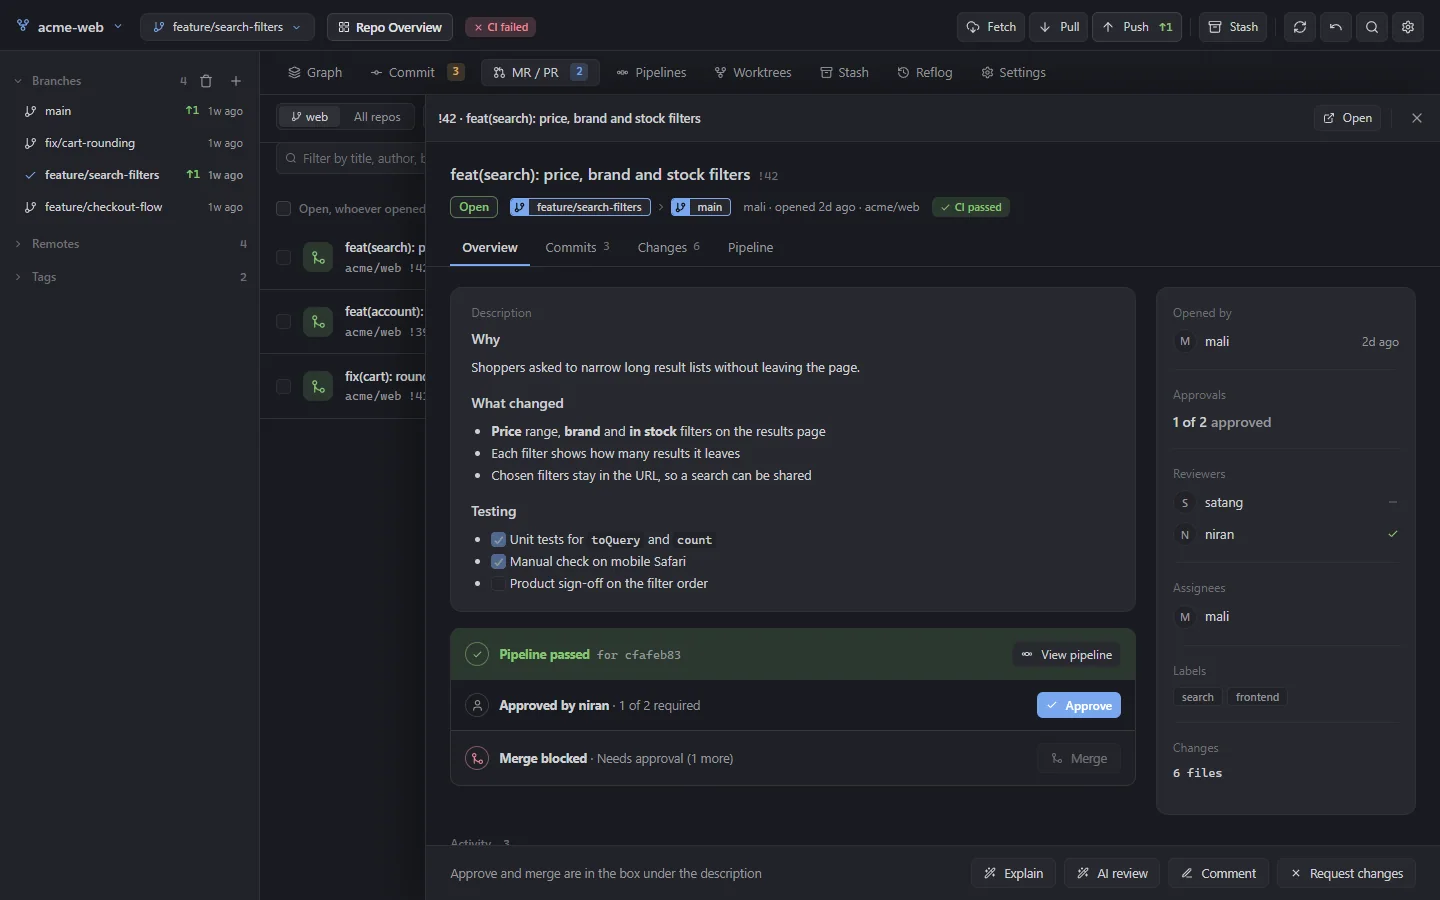 acme-web
feature/search-filters
Repo Overview
CI failed
Fetch
Pull
Push ↑1
Stash
Branches 4
main ↑1 1w ago
fix/cart-rounding 1w ago
feature/search-filters ↑1 1w ago
feature/checkout-flow 1w ago
Remotes 4
Tags 2
Graph
Commit 3
MR / PR 2
Pipelines
Worktrees
Stash
Reflog
Settings
web
All repos
Filter by title, author, b
Open, whoever opened
feat(search): p
acme/web !42
feat(account):
acme/web !39
fix(cart): roun
acme/web !41
!42 · feat(search): price, brand and stock filters
Open
feat(search): price, brand and stock filters !42
Open feature/search-filters › main mali · opened 2d ago · acme/web CI passed
Overview
Commits 3
Changes 6
Pipeline
Description
Why
Shoppers asked to narrow long result lists without leaving the page.
What changed
• Price range, brand and in stock filters on the results page
• Each filter shows how many results it leaves
• Chosen filters stay in the URL, so a search can be shared
Testing
• Unit tests for toQuery and count
• Manual check on mobile Safari
• Product sign-off on the filter order
Pipeline passed for cfafeb83
View pipeline
Approved by niran · 1 of 2 required
Approve
Merge blocked · Needs approval (1 more)
Merge
Activity 3
Opened by
M mali 2d ago
Approvals
1 of 2 approved
Reviewers
S satang –
N niran
Assignees
M mali
Labels
search
frontend
Changes
6 files
Approve and merge are in the box under the description
Explain
AI review
Comment
Request changes